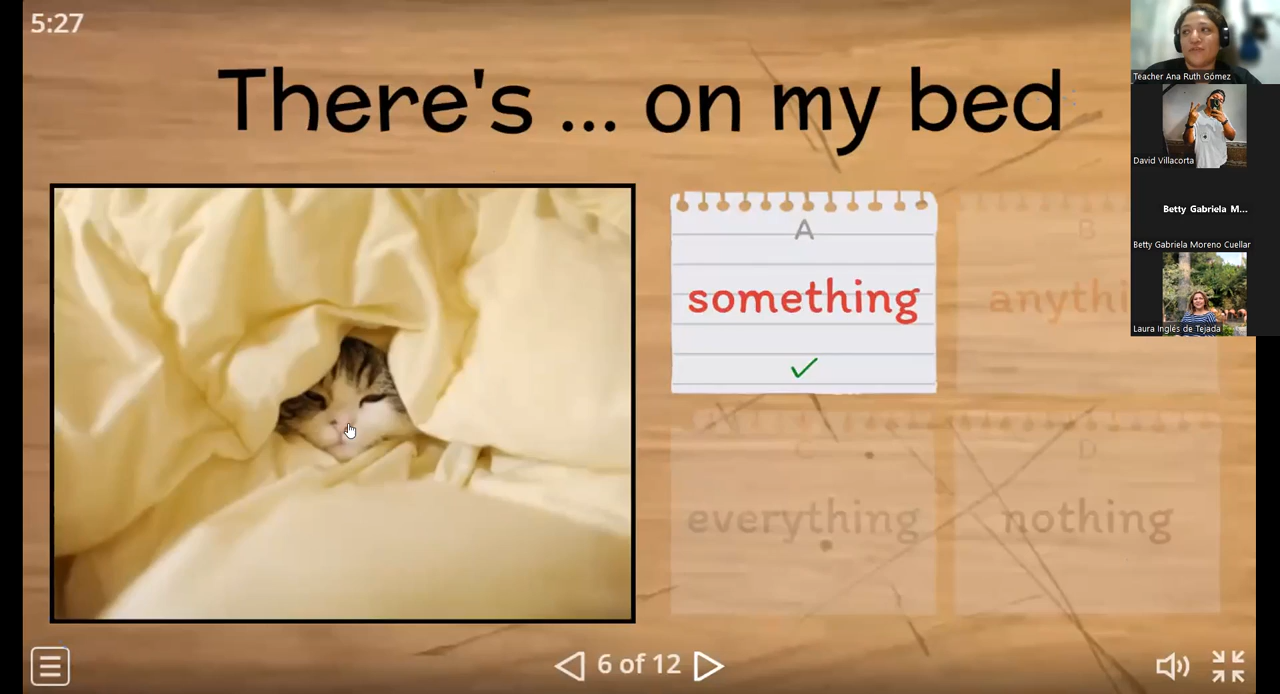 5:27
There's ... on my bed
A
something
B
anythi
C
everything
D
nothing
6 of 12
Teacher Ana Ruth Gómez
David Villacorta
Betty Gabriela M...
Betty Gabriela Moreno Cuellar
Laura Inglés de Tejada